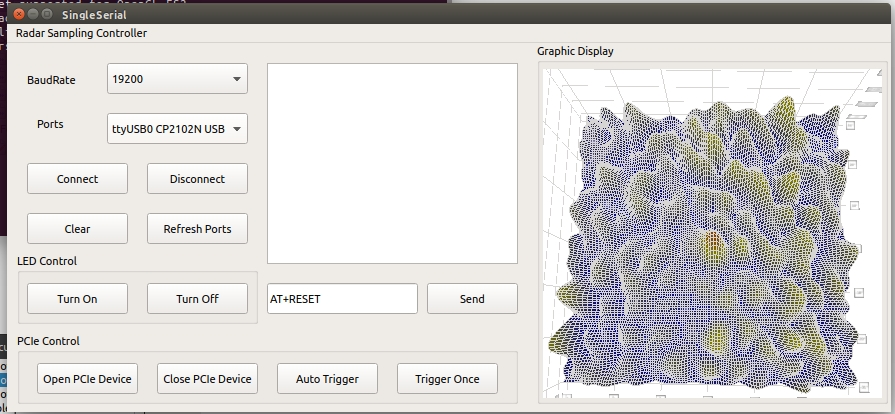 SingleSerial
Radar Sampling Controller
BaudRate
19200
Ports
ttyUSB0 CP2102N USB
Connect
Disconnect
Clear
Refresh Ports
LED Control
Turn On
Turn Off
AT+RESET
Send
PCIe Control
Open PCIe Device
Close PCIe Device
Auto Trigger
Trigger Once
Graphic Display